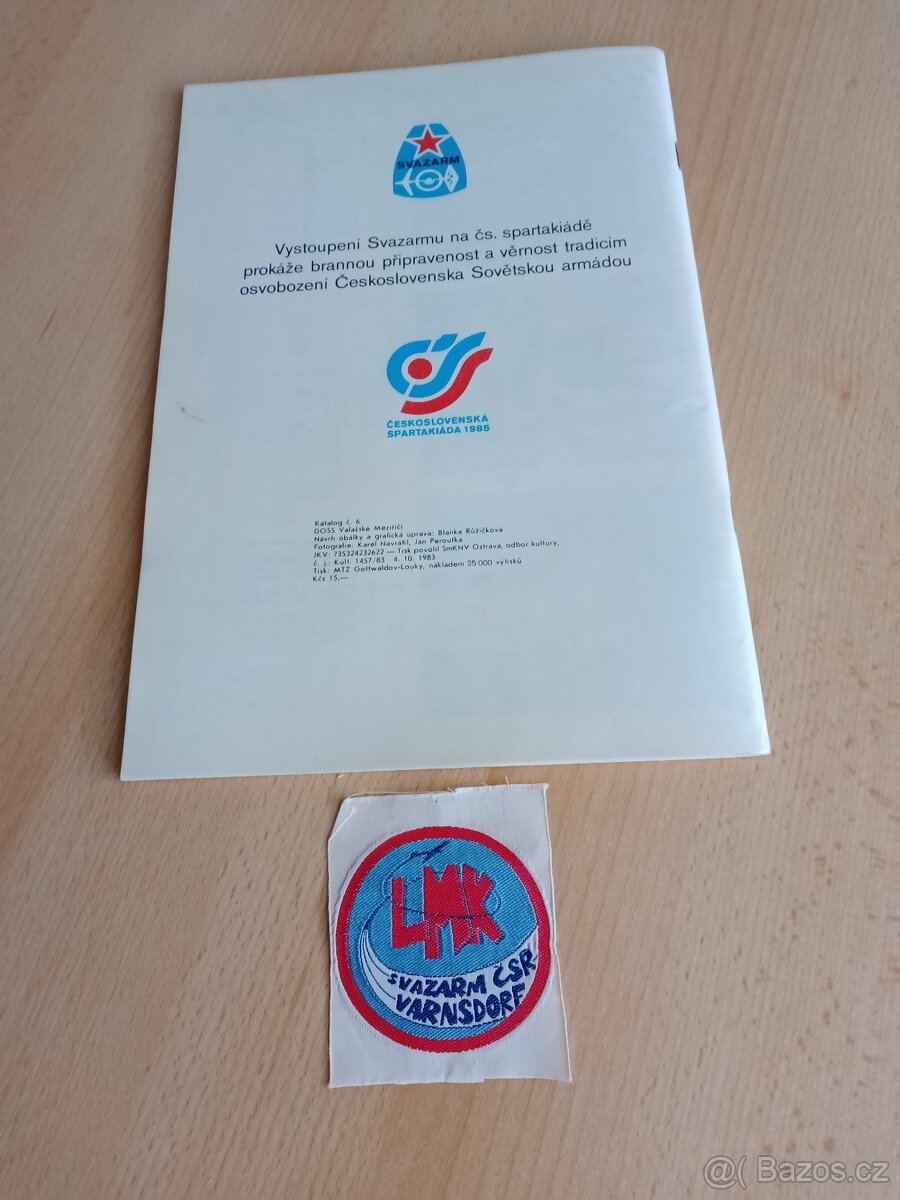 SVAZARM
Vystoupení Svazarmu na čs. spartakiádě
prokáže brannou připravenost a věrnost tradicím
osvobození Československa Sovětskou armádou
ČS
ČESKOSLOVENSKÁ
SPARTAKIÁDA 1985
Katalog č. 6
DOSS Valašské Meziříčí
Návrh obálky a grafická úprava: Blanka Růžičková
Fotografie: Karel Navrátil, Jan Peroutka
JKV: 735324232622 — Tisk povolil SmKNV Ostrava, odbor kultury,
č. j.: Kult. 1457/83 4. 10. 1983
Tisk: MTZ Gottwaldov-Louky, nákladem 25 000 výtisků
Kčs 15,—
LMK
SVAZARM ČSR
VARNSDORF
@( Bazos.cz